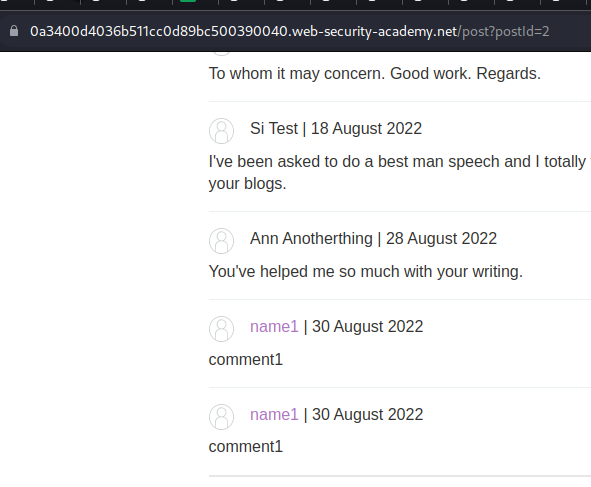 0a3400d4036b511cc0d89bc500390040.web-security-academy.net/post?postId=2
To whom it may concern. Good work. Regards.
Si Test | 18 August 2022
I've been asked to do a best man speech and I totally
your blogs.
Ann Anotherthing | 28 August 2022
You've helped me so much with your writing.
name1 | 30 August 2022
comment1
name1 | 30 August 2022
comment1